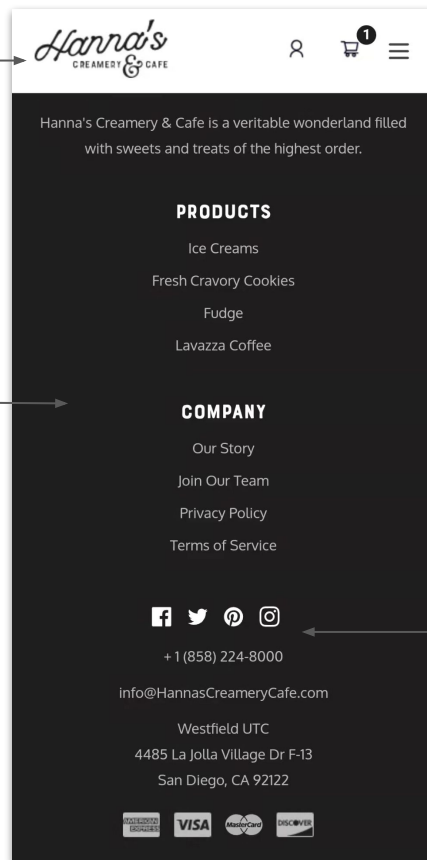 Hanna's
CREAMERY & CAFE
1
Hanna's Creamery & Cafe is a veritable wonderland filled
with sweets and treats of the highest order.
PRODUCTS
Ice Creams
Fresh Cravory Cookies
Fudge
Lavazza Coffee
COMPANY
Our Story
Join Our Team
Privacy Policy
Terms of Service
+1 (858) 224-8000
info@HannasCreameryCafe.com
Westfield UTC
4485 La Jolla Village Dr F-13
San Diego, CA 92122
AMERICAN EXPRESS VISA MasterCard DISCOVER